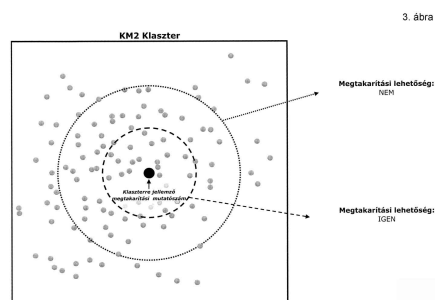 3. ábra
KM2 Klaszter
Megtakarítási lehetőség:
NEM
Klaszterre jellemző
megtakarítási mutatószám
Megtakarítási lehetőség:
IGEN